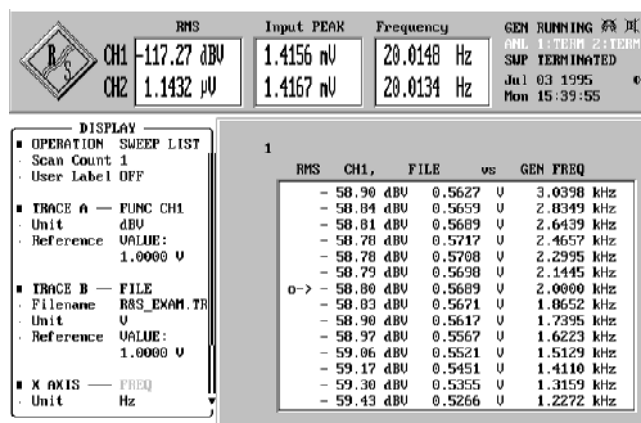 RMS Input PEAK Frequency
R/S
CH1 -117.27 dBV 1.4156 mV 20.0148 Hz
CH2 1.1432 µV 1.4167 mV 20.0134 Hz
GEN RUNNING
ANL 1:TERM 2:TERM
SWP TERMINATED
Jul 03 1995
Mon 15:39:55
DISPLAY
OPERATION SWEEP LIST
Scan Count 1
User Label OFF
TRACE A — FUNC CH1
Unit dBV
Reference VALUE:
1.0000 V
TRACE B — FILE
Filename R&S_EXAM.TR
Unit V
Reference VALUE:
1.0000 V
X AXIS — FREQ
Unit Hz
1
RMS CH1, FILE vs GEN FREQ
- 58.90 dBV 0.5627 V 3.0398 kHz
- 58.84 dBV 0.5659 V 2.8349 kHz
- 58.81 dBV 0.5689 V 2.6439 kHz
- 58.78 dBV 0.5717 V 2.4657 kHz
- 58.78 dBV 0.5708 V 2.2995 kHz
- 58.79 dBV 0.5698 V 2.1445 kHz
o-> - 58.80 dBV 0.5689 V 2.0000 kHz
- 58.83 dBV 0.5671 V 1.8652 kHz
- 58.90 dBV 0.5617 V 1.7395 kHz
- 58.97 dBV 0.5567 V 1.6223 kHz
- 59.06 dBV 0.5521 V 1.5129 kHz
- 59.17 dBV 0.5451 V 1.4110 kHz
- 59.30 dBV 0.5355 V 1.3159 kHz
- 59.43 dBV 0.5266 V 1.2272 kHz